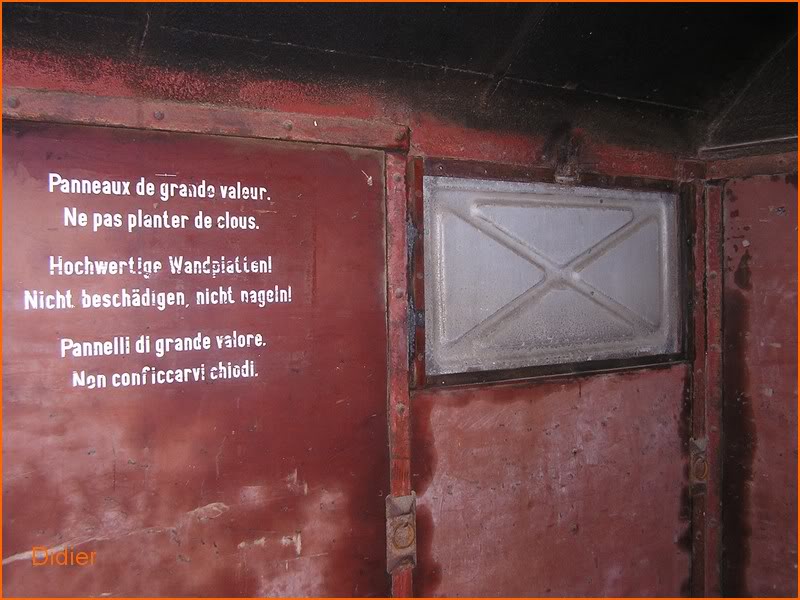 Panneaux de grande valeur.
Ne pas planter de clous.
Hochwertige Wandplatten!
Nicht beschädigen, nicht nageln!
Pannelli di grande valore.
Non conficcarvi chiodi.
Didier